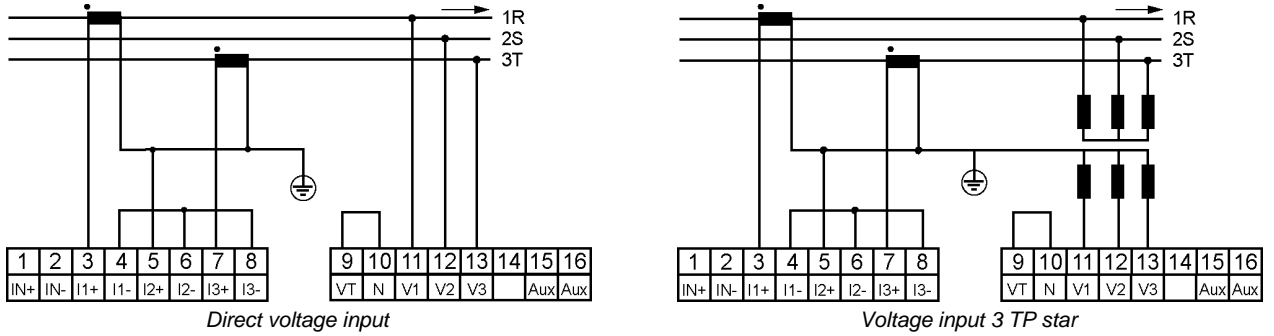 1R 1R
2S 2S
3T 3T
1 2 3 4 5 6 7 8 9 10 11 12 13 14 15 16 1 2 3 4 5 6 7 8 9 10 11 12 13 14 15 16
IN+ IN- I1+ I1- I2+ I2- I3+ I3- VT N V1 V2 V3 Aux Aux IN+ IN- I1+ I1- I2+ I2- I3+ I3- VT N V1 V2 V3 Aux Aux
Direct voltage input Voltage input 3 TP star